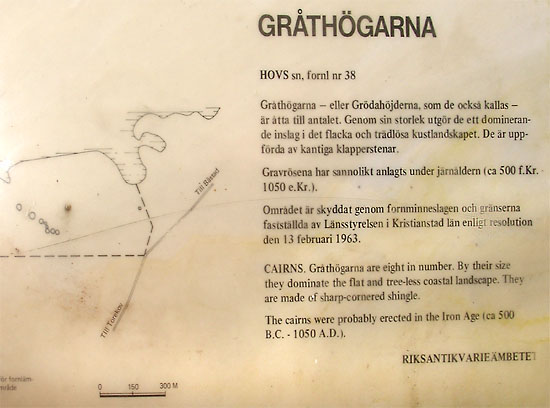 GRÅTHÖGARNA
HOVS sn, fornl nr 38
Gråthögarna – eller Grödahöjderna, som de också kallas –
är åtta till antalet. Genom sin storlek utgör de ett domineran-
de inslag i det flacka och trädlösa kustlandskapet. De är upp-
förda av kantiga klapperstenar.
Gravrösena har sannolikt anlagts under järnåldern (ca 500 f.Kr.
1050 e.Kr.).
Området är skyddat genom fornminneslagen och gränserna
fastställda av Länsstyrelsen i Kristianstad län enligt resolution
den 13 februari 1963.
CAIRNS. Gråthögarna are eight in number. By their size
they dominate the flat and tree-less coastal landscape. They
are made of sharp-cornered shingle.
The cairns were probably erected in the Iron Age (ca 500
B.C. - 1050 A.D.).
RIKSANTIKVARIEÄMBETET
Till Båstad
Till Torekov
0 150 300 M
för fornläm-